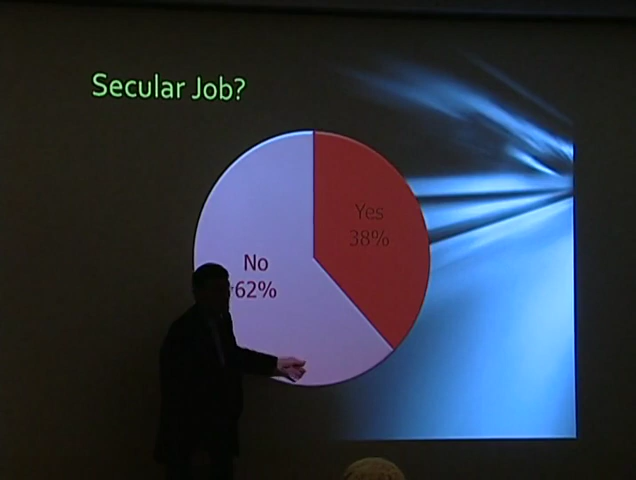 Secular Job?
Yes
38%
No
62%